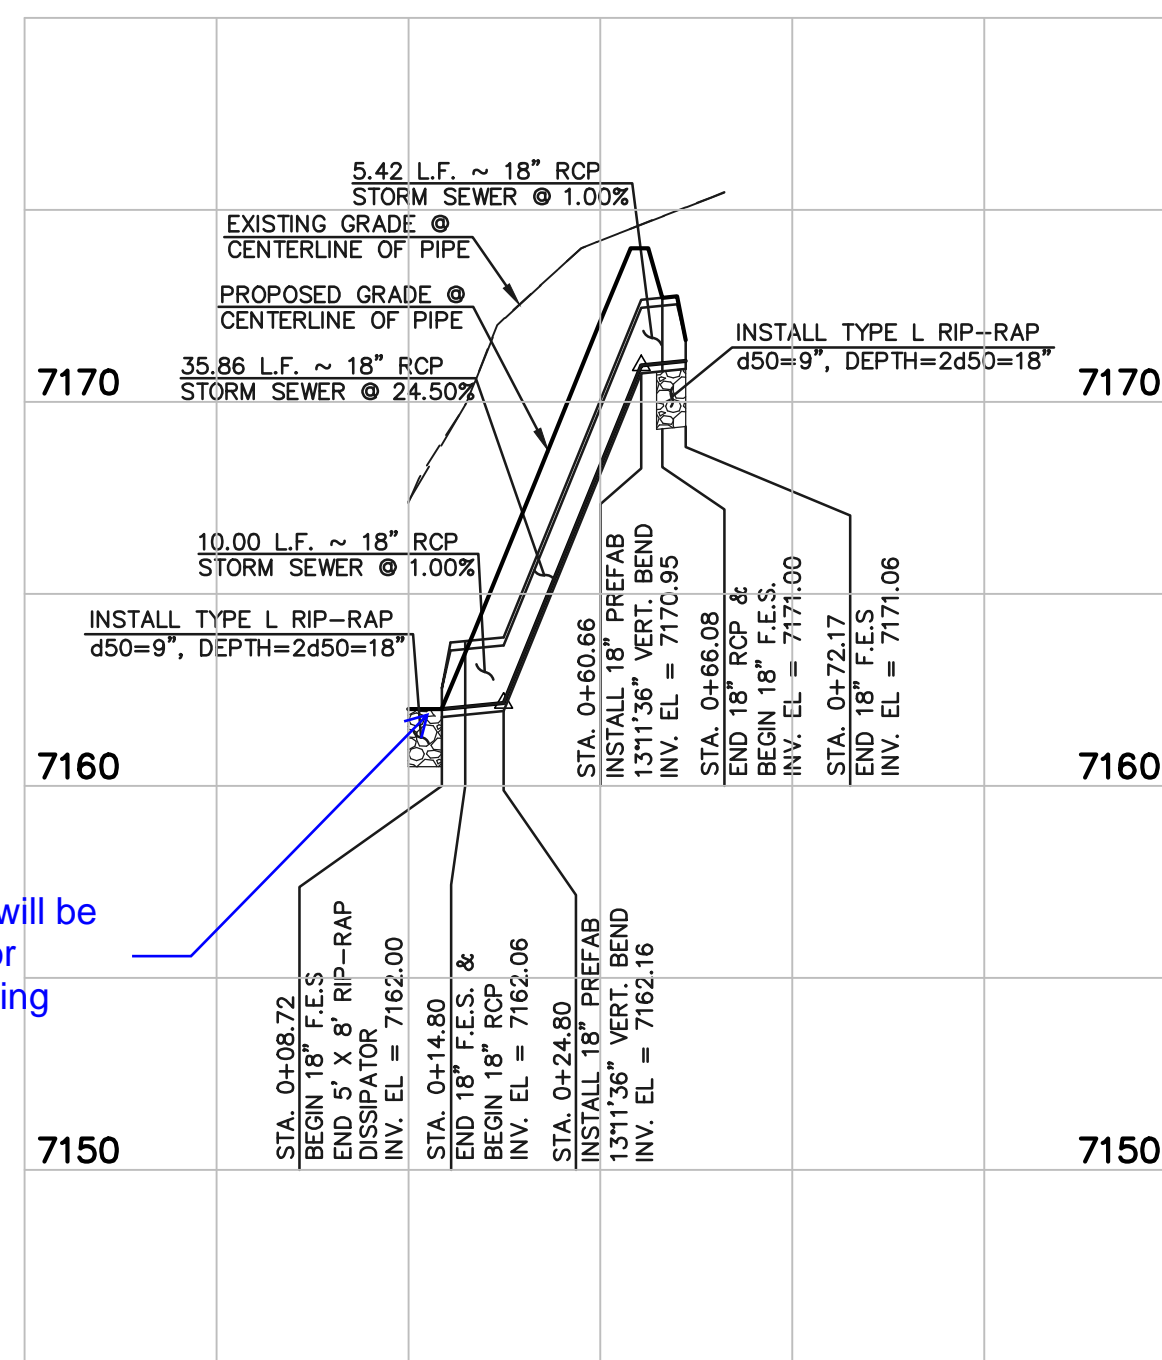 5.42 L.F. ~ 18" RCP
STORM SEWER @ 1.00%
EXISTING GRADE @
CENTERLINE OF PIPE
PROPOSED GRADE @
CENTERLINE OF PIPE
INSTALL TYPE L RIP-RAP
d50=9", DEPTH=2d50=18"
35.86 L.F. ~ 18" RCP
STORM SEWER @ 24.50%
7170
7170
10.00 L.F. ~ 18" RCP
STORM SEWER @ 1.00%
INSTALL TYPE L RIP-RAP
d50=9", DEPTH=2d50=18"
STA. 0+60.66
INSTALL 18" PREFAB
13°11'36" VERT. BEND
INV. EL = 7170.95
STA. 0+66.08
END 18" RCP &
BEGIN 18" F.E.S.
INV. EL = 7171.00
STA. 0+72.17
END 18" F.E.S
INV. EL = 7171.06
7160
7160
will be
or
ing
STA. 0+08.72
BEGIN 18" F.E.S
END 5' X 8' RIP-RAP
DISSIPATOR
INV. EL = 7162.00
STA. 0+14.80
END 18" F.E.S. &
BEGIN 18" RCP
INV. EL = 7162.06
STA. 0+24.80
INSTALL 18" PREFAB
13°11'36" VERT. BEND
INV. EL = 7162.16
7150
7150